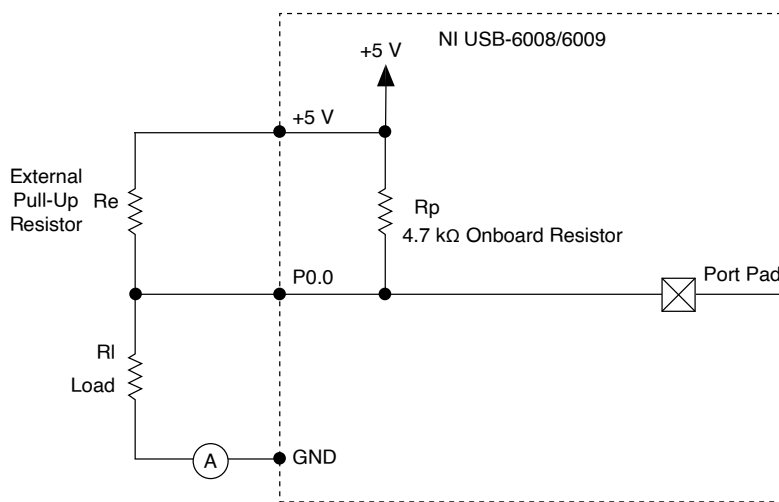 NI USB-6008/6009
+5 V
+5 V
External
Pull-Up
Resistor
Re
Rp
4.7 kΩ Onboard Resistor
P0.0
Port Pad
Rl
Load
A
GND